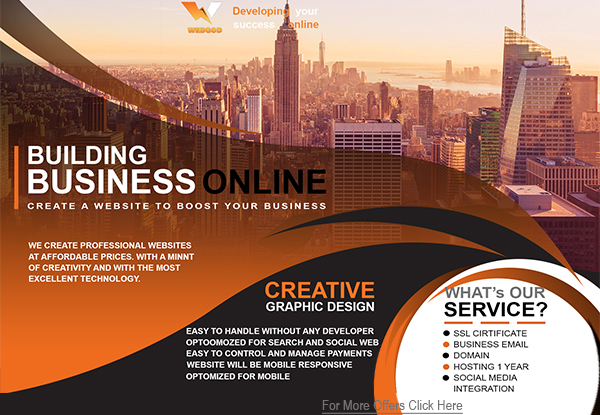 Developing your
success online
WEBGOD
BUILDING
BUSINESS ONLINE
CREATE A WEBSITE TO BOOST YOUR BUSINESS
WE CREATE PROFESSIONAL WEBSITES
AT AFFORDABLE PRICES. WITH A MINNT
OF CREATIVITY AND WITH THE MOST
EXCELLENT TECHNOLOGY.
CREATIVE
GRAPHIC DESIGN
EASY TO HANDLE WITHOUT ANY DEVELOPER
OPTOOMOZED FOR SEARCH AND SOCIAL WEB
EASY TO CONTROL AND MANAGE PAYMENTS
WEBSITE WILL BE MOBILE RESPONSIVE
OPTOMIZED FOR MOBILE
WHAT's OUR
SERVICE?
SSL CIRTIFICATE
BUSINESS EMAIL
DOMAIN
HOSTING 1 YEAR
SOCIAL MEDIA
INTEGRATION
For More Offers Click Here